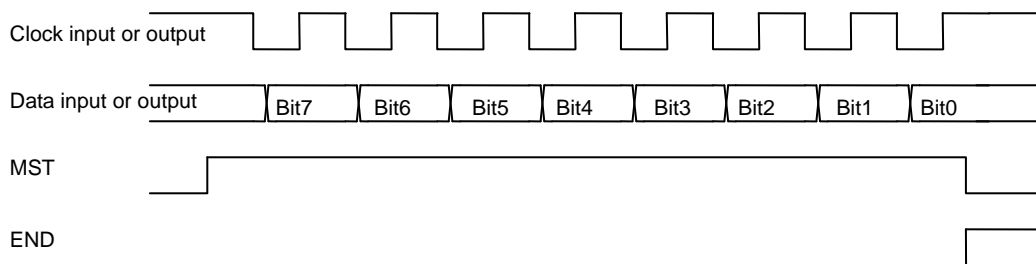 Clock input or output
Data input or output Bit7 Bit6 Bit5 Bit4 Bit3 Bit2 Bit1 Bit0
MST
END